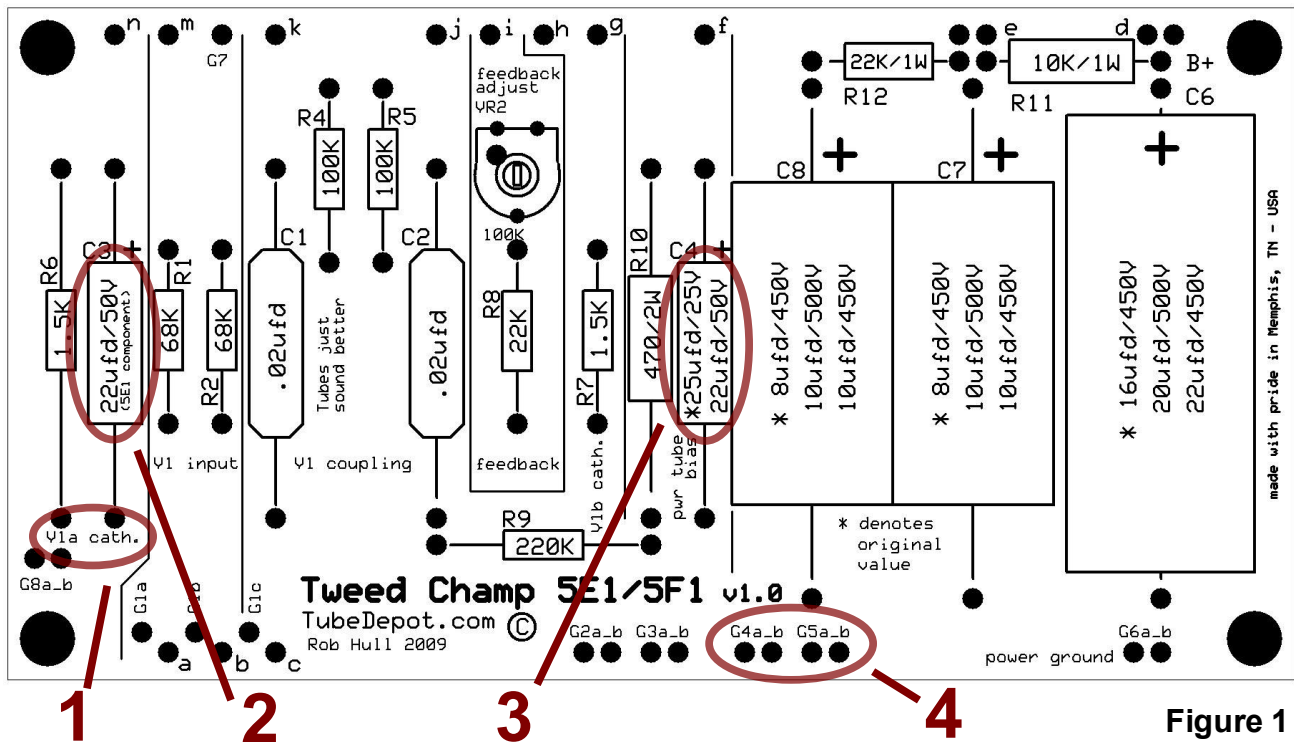 n
m
G7
k
j
i
h
g
f
e
d
22K/1W
R12
10K/1W
R11
B+
C6
feedback
adjust
VR2
100K
R4
100K
R5
100K
+
C8
+
C7
+
R6
1.5K
C3 +
22ufd/50V
(5E1 component)
R1
68K
68K
R2
C1
.02ufd
Tubes just
sound better
C2
.02ufd
R8
22K
1.5K
R7
R10
470/2W
C4 +
*25ufd/25V
22ufd/50V
* 8ufd/450V
10ufd/500V
10ufd/450V
* 8ufd/450V
10ufd/500V
10ufd/450V
* 16ufd/450V
20ufd/500V
22ufd/450V
made with pride in Memphis, TN - USA
V1 input
V1 coupling
feedback
V1b cath.
pwr tube
bias
V1a cath.
G8a_b
R9
220K
* denotes
original
value
G1a
G1b
G1c
a
b
c
Tweed Champ 5E1/5F1 v1.0
TubeDepot.com ©
Rob Hull 2009
G2a_b
G3a_b
G4a_b
G5a_b
power ground
G6a_b
1
2
3
4
Figure 1